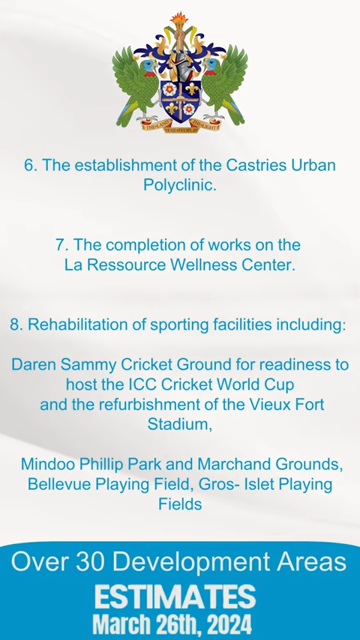 6. The establishment of the Castries Urban
Polyclinic.
7. The completion of works on the
La Ressource Wellness Center.
8. Rehabilitation of sporting facilities including:
Daren Sammy Cricket Ground for readiness to
host the ICC Cricket World Cup
and the refurbishment of the Vieux Fort
Stadium,
Mindoo Phillip Park and Marchand Grounds,
Bellevue Playing Field, Gros- Islet Playing
Fields
Over 30 Development Areas
ESTIMATES
March 26th, 2024